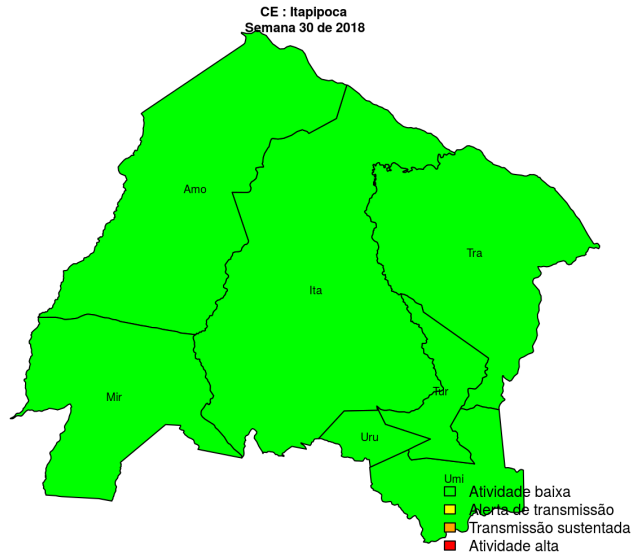 CE : Itapipoca
Semana 30 de 2018
Amo
Tra
Ita
Tur
Mir
Uru
Umi
Atividade baixa
Alerta de transmissão
Transmissão sustentada
Atividade alta